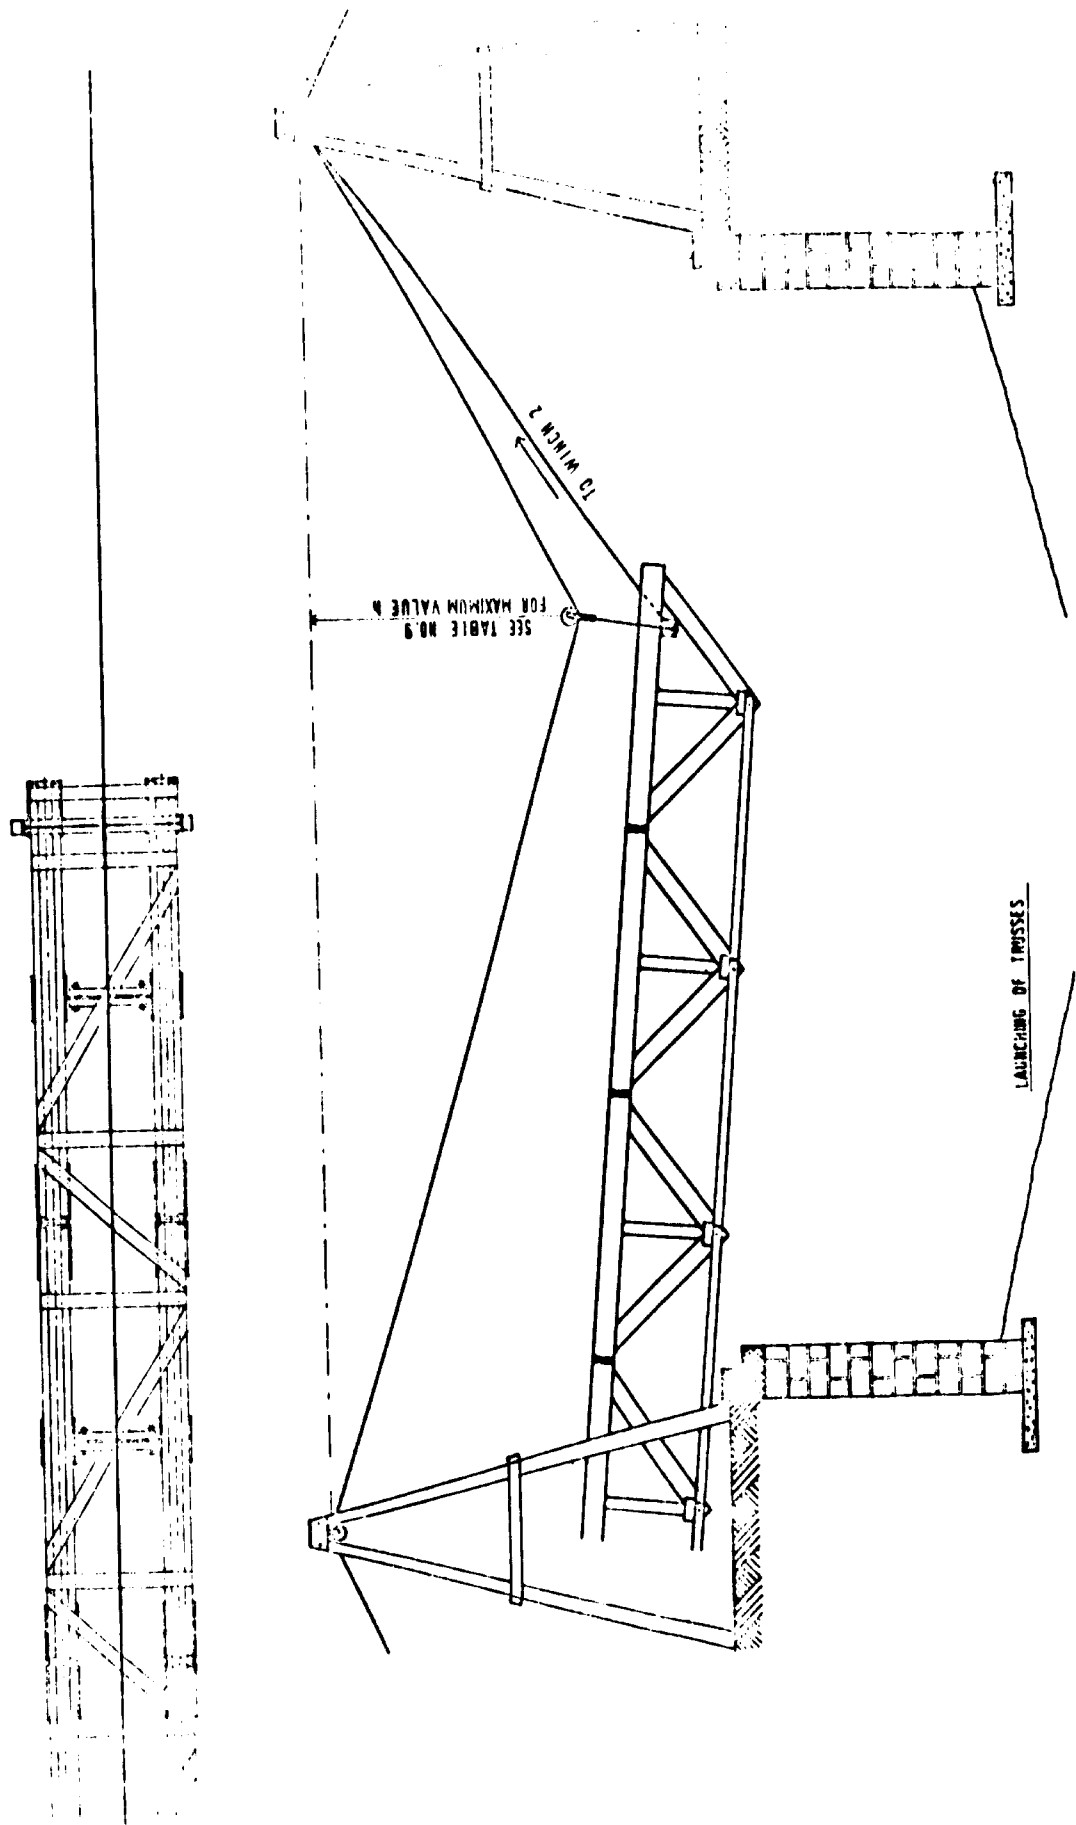 TO WINCH 2
SEE TABLE NO.9
FOR MAXIMUM VALUE h
LAUNCHING OF TRUSSES